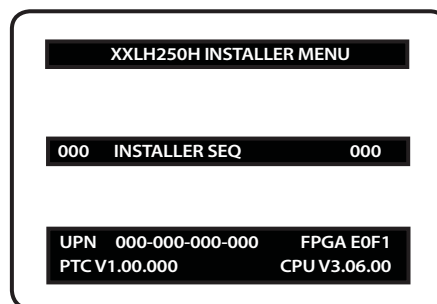 XXLH250H INSTALLER MENU
000 INSTALLER SEQ 000
UPN 000-000-000-000 FPGA E0F1
PTC V1.00.000 CPU V3.06.00